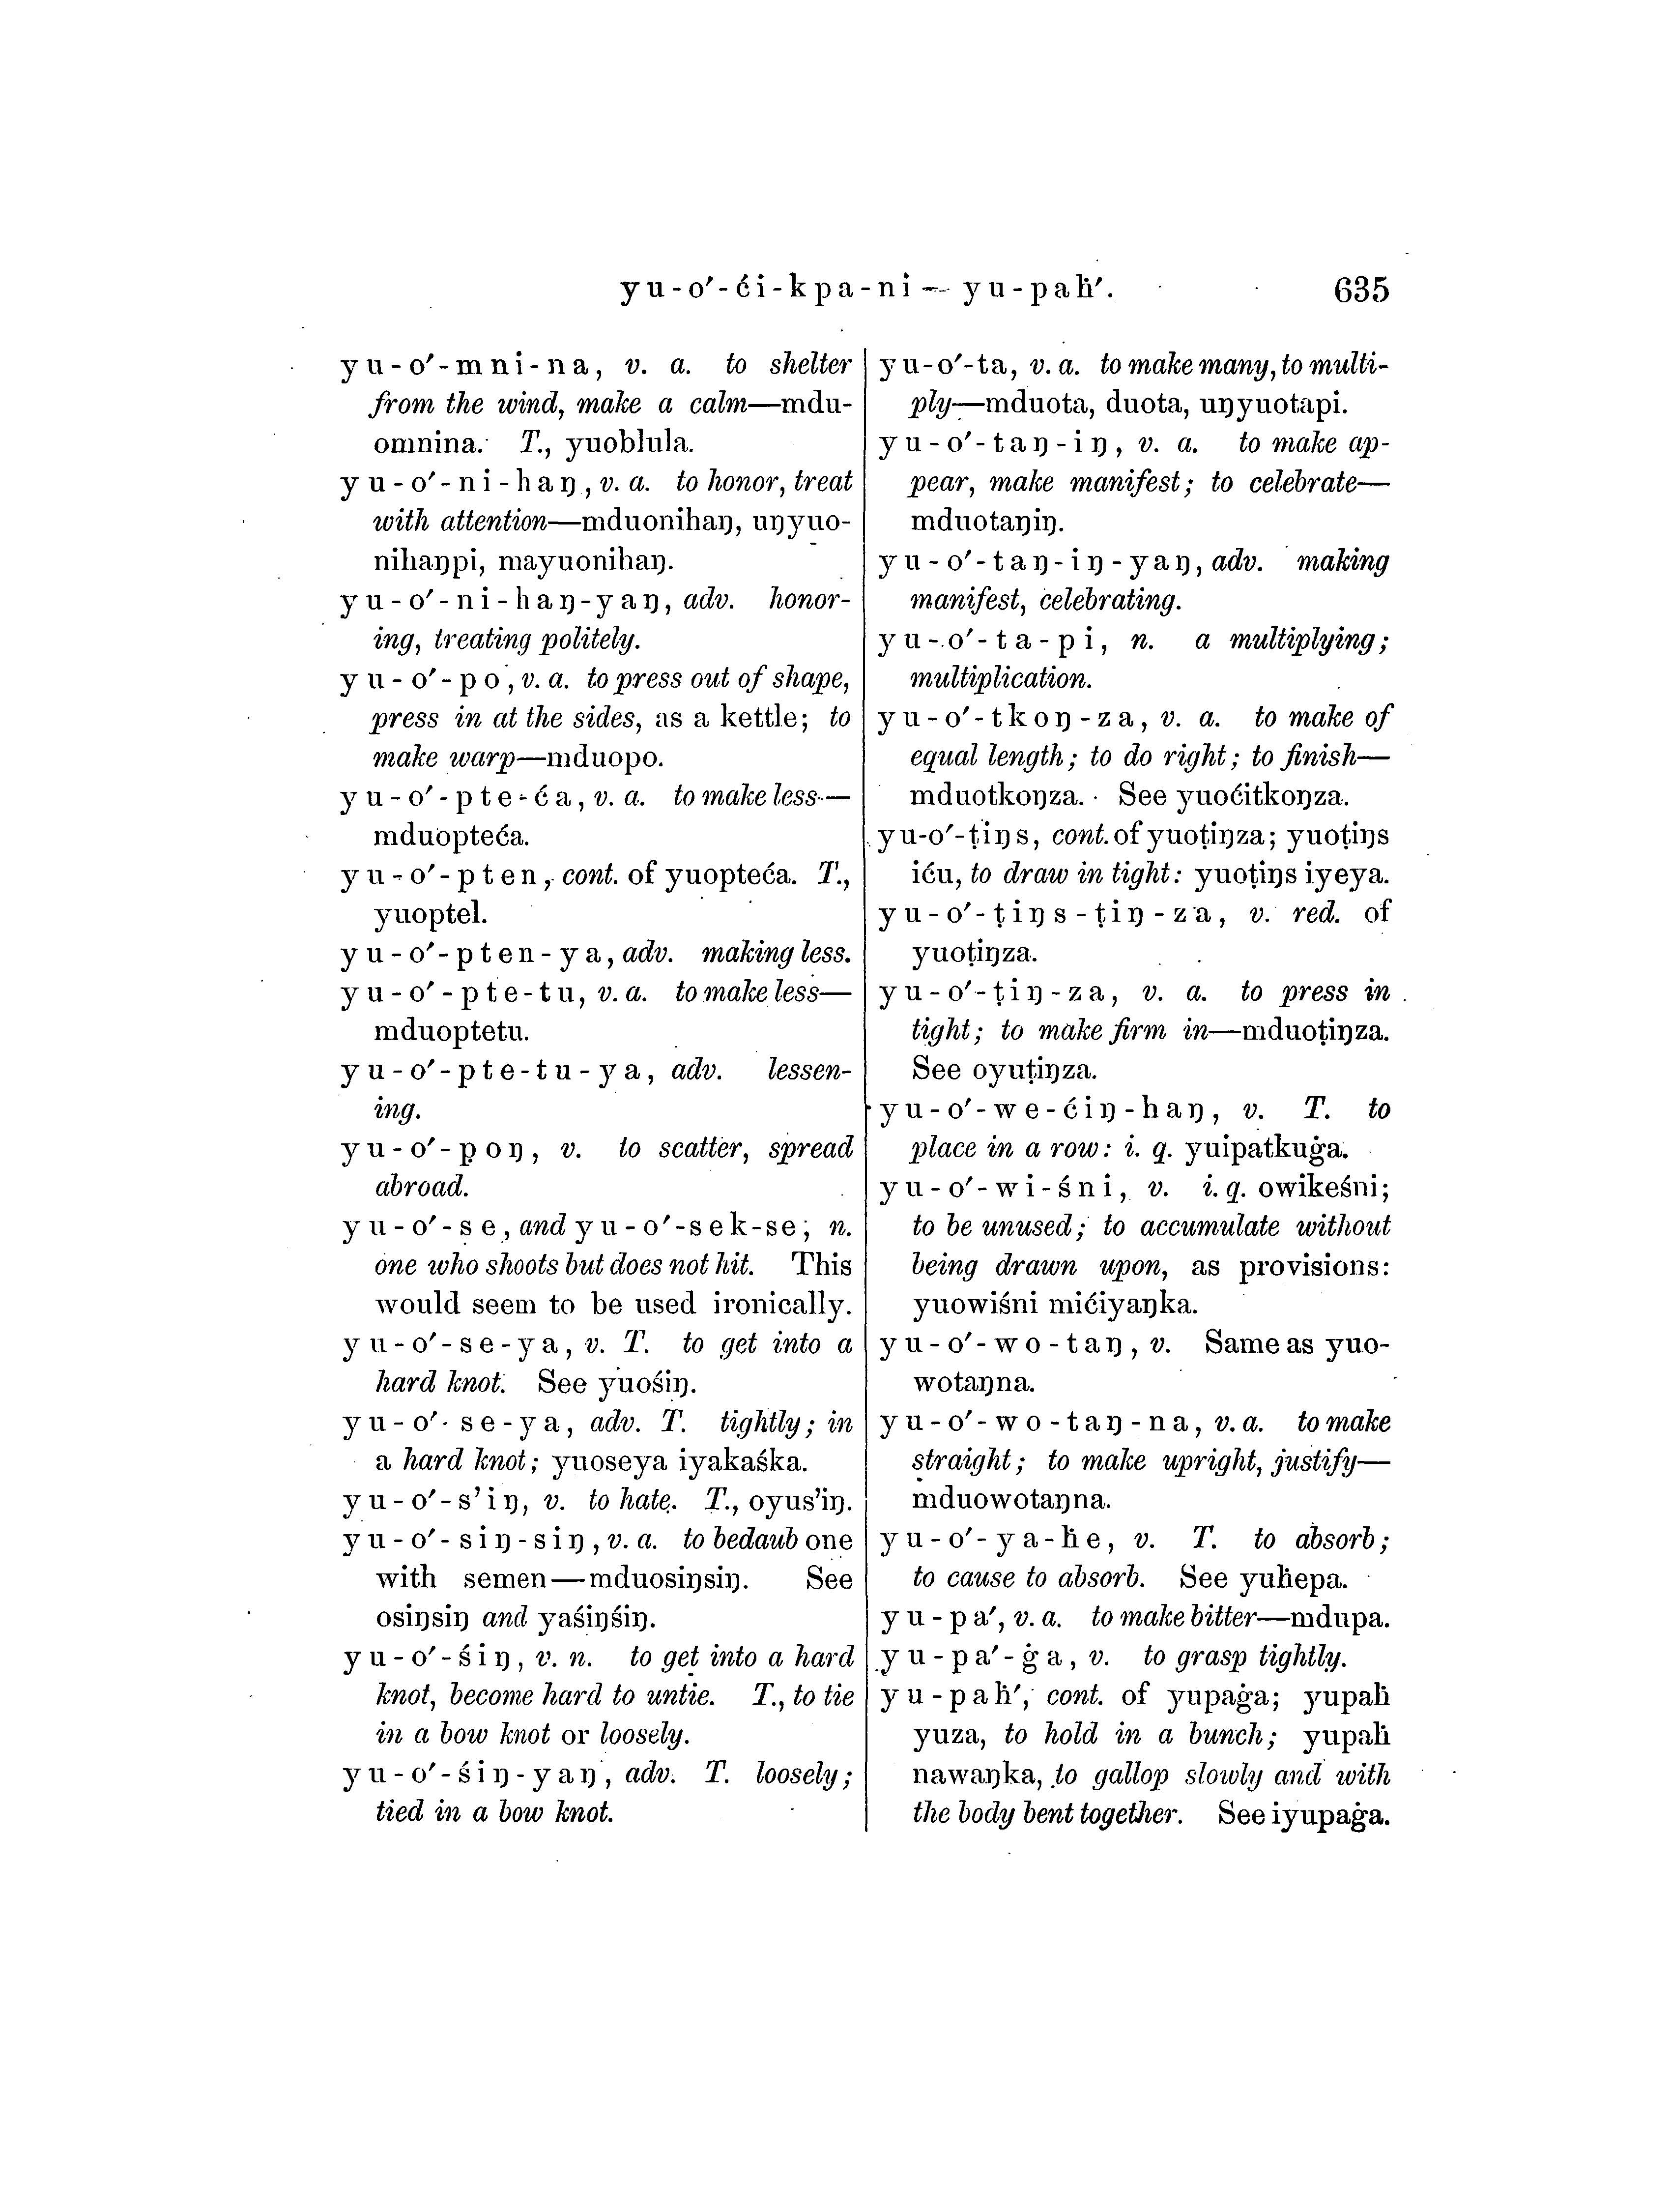 yu-o′-ći-kpa-ni — yu-paḣ′. 635
yu-o′-mni-na, v. a. to shelter
from the wind, make a calm—mdu-
omnina. T., yuoblula.
yu-o′-ni-haŋ, v. a. to honor, treat
with attention—mduonihaŋ, uŋyuo-
nihaŋpi, mayuonihaŋ.
yu-o′-ni-haŋ-yaŋ, adv. honor-
ing, treating politely.
yu-o′-po, v. a. to press out of shape,
press in at the sides, as a kettle; to
make warp—mduopo.
yu-o′-pte-ća, v. a. to make less—
mduopteća.
yu-o′-pten, cont. of yuopteća. T.,
yuoptel.
yu-o′-pten-ya, adv. making less.
yu-o′-pte-tu, v. a. to make less—
mduoptetu.
yu-o′-pte-tu-ya, adv. lessen-
ing.
yu-o′-p̣oŋ, v. to scatter, spread
abroad.
yu-o′-se, and yu-o′-sek-se; n.
one who shoots but does not hit. This
would seem to be used ironically.
yu-o′-se-ya, v. T. to get into a
hard knot. See yuośiŋ.
yu-o′-se-ya, adv. T. tightly; in
a hard knot; yuoseya iyakaśka.
yu-o′-s’iŋ, v. to hate. T., oyus’iŋ.
yu-o′-siŋ-siŋ, v. a. to bedaub one
with semen—mduosiŋsiŋ. See
osiŋsiŋ and yaśiŋśiŋ.
yu-o′-śiŋ, v. n. to get into a hard
knot, become hard to untie. T., to tie
in a bow knot or loosely.
yu-o′-śiŋ-yaŋ, adv. T. loosely;
tied in a bow knot.
yu-o′-ta, v. a. to make many, to multi-
ply—mduota, duota, uŋyuotapi.
yu-o′-taŋ-iŋ, v. a. to make ap-
pear, make manifest; to celebrate—
mduotaŋiŋ.
yu-o′-taŋ-iŋ-yaŋ, adv. making
manifest, celebrating.
yu-o′-ta-pi, n. a multiplying;
multiplication.
yu-o′-tkoŋ-za, v. a. to make of
equal length; to do right; to finish—
mduotkoŋza. See yuoćitkoŋza.
yu-o′-ṭiŋs, cont. of yuoṭiŋza; yuoṭiŋs
iću, to draw in tight: yuoṭiŋs iyeya.
yu-o′-ṭiŋs-ṭiŋ-za, v. red. of
yuoṭiŋza.
yu-o′-ṭiŋ-za, v. a. to press in
tight; to make firm in—mduoṭiŋza.
See oyuṭiŋza.
yu-o′-we-ćiŋ-haŋ, v. T. to
place in a row: i. q. yuipatkuġa.
yu-o′-wi-śni, v. i. q. owikeśni;
to be unused; to accumulate without
being drawn upon, as provisions:
yuowiśni mićiyaŋka.
yu-o′-wo-taŋ, v. Same as yuo-
wotaŋna.
yu-o′-wo-taŋ-na, v. a. to make
straight; to make upright, justify—
mduowotaŋna.
yu-o′-ya-ḣe, v. T. to absorb;
to cause to absorb. See yuḣepa.
yu-pa′, v. a. to make bitter—mdupa.
yu-pa′-ġa, v. to grasp tightly.
yu-paḣ′, cont. of yupaġa; yupaḣ
yuza, to hold in a bunch; yupaḣ
nawaŋka, to gallop slowly and with
the body bent together. See iyupaġa.